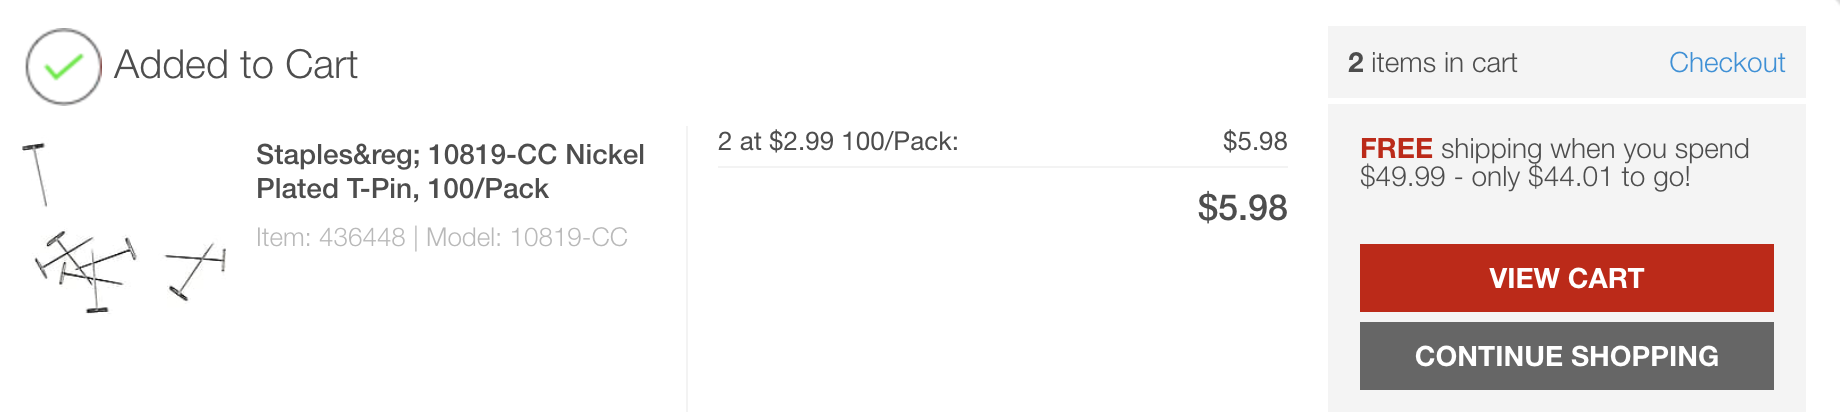 Added to Cart
Staples&reg; 10819-CC Nickel
Plated T-Pin, 100/Pack
Item: 436448 | Model: 10819-CC
2 at $2.99 100/Pack: $5.98
$5.98
2 items in cart Checkout
FREE shipping when you spend
$49.99 - only $44.01 to go!
VIEW CART
CONTINUE SHOPPING